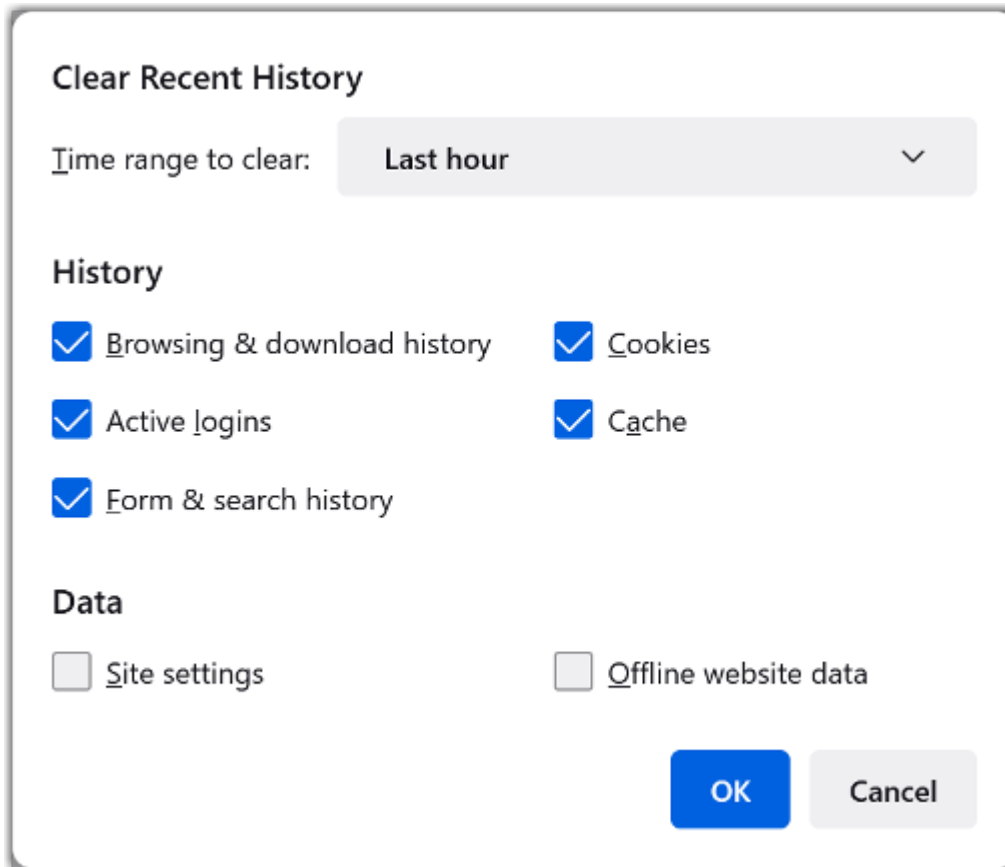 Clear Recent History
Time range to clear: Last hour
History
Browsing & download history Cookies
Active logins Cache
Form & search history
Data
Site settings Offline website data
OK Cancel